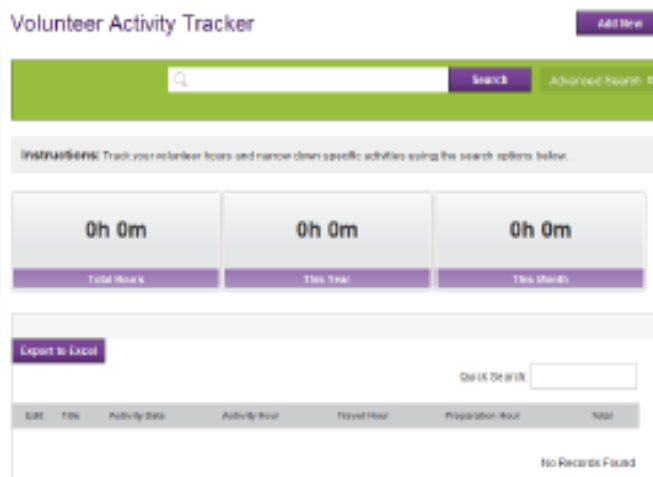 Volunteer Activity Tracker
Add New
Search
Advanced Search
Instructions: Track your volunteer hours and narrow down specific activities using the search options below.
0h 0m 0h 0m 0h 0m
Total Hours This Year This Month
Export to Excel
Quick Search
Edit Title Activity Date Activity Hour Travel Hour Preparation Hour Total
No Records Found